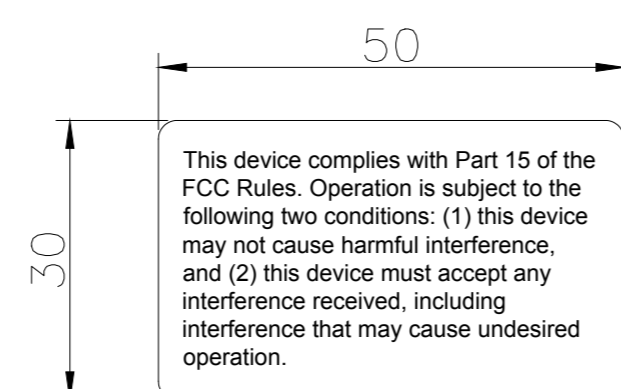 50
30
This device complies with Part 15 of the
FCC Rules. Operation is subject to the
following two conditions: (1) this device
may not cause harmful interference,
and (2) this device must accept any
interference received, including
interference that may cause undesired
operation.